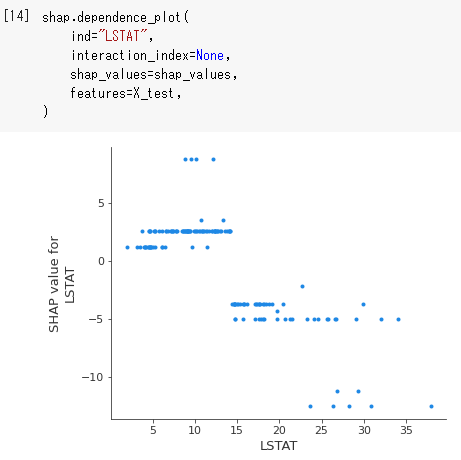 [14] shap.dependence_plot(
ind="LSTAT",
interaction_index=None,
shap_values=shap_values,
features=X_test,
)
5
0
−5
−10
SHAP value for
LSTAT
5 10 15 20 25 30 35
LSTAT